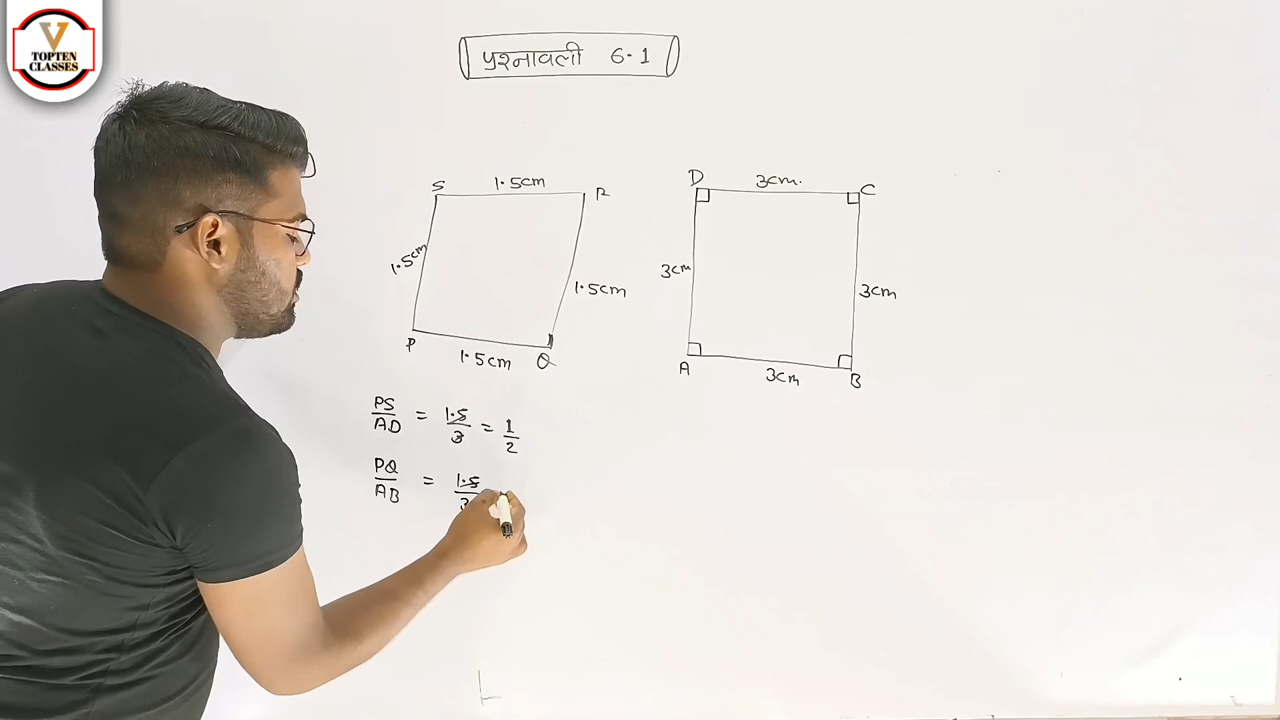 V
TOPTEN
CLASSES
प्रश्नावली 6.1
S 1.5cm R
1.5cm
1.5cm
P 1.5cm Q
D 3cm. C
3cm
3cm
A 3cm B
PS/AD = 1.5/3 = 1/2
PQ/AB = 1.5/3